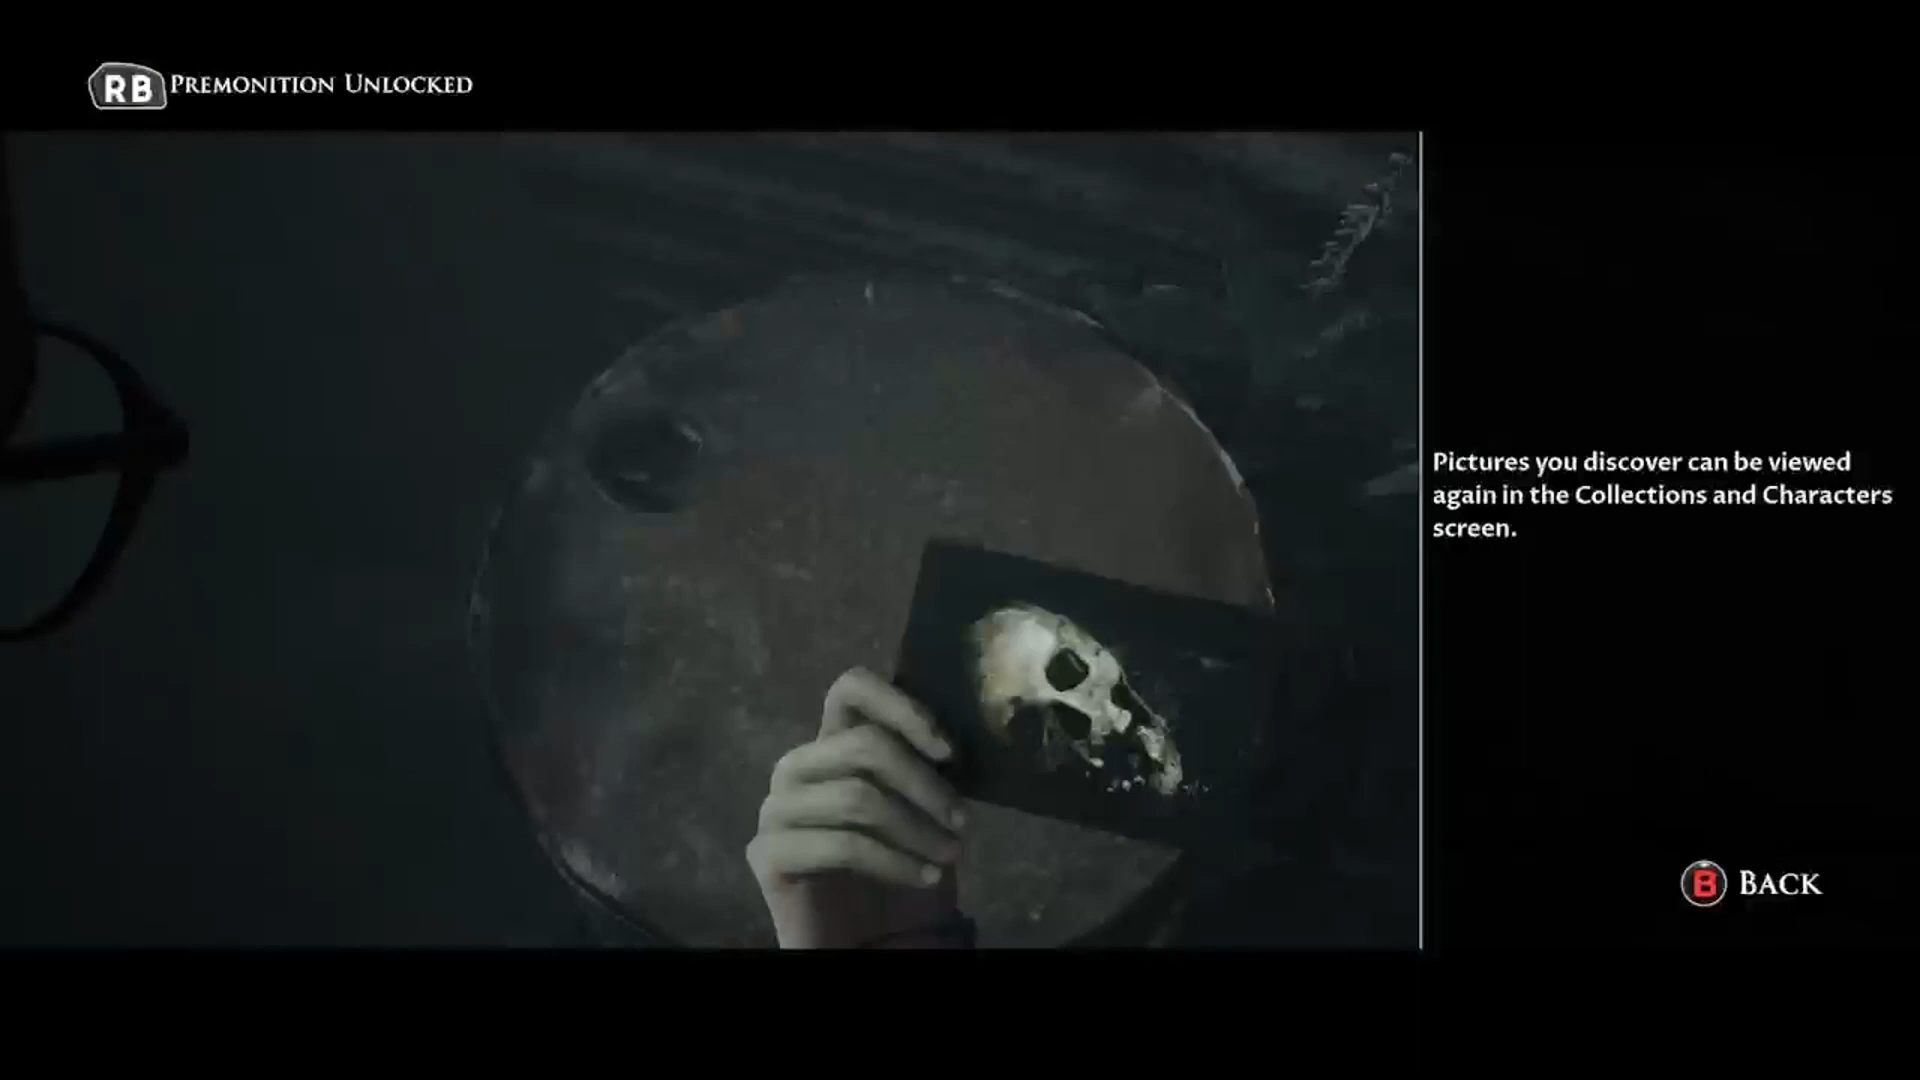 RB PREMONITION UNLOCKED
Pictures you discover can be viewed
again in the Collections and Characters
screen.
B BACK